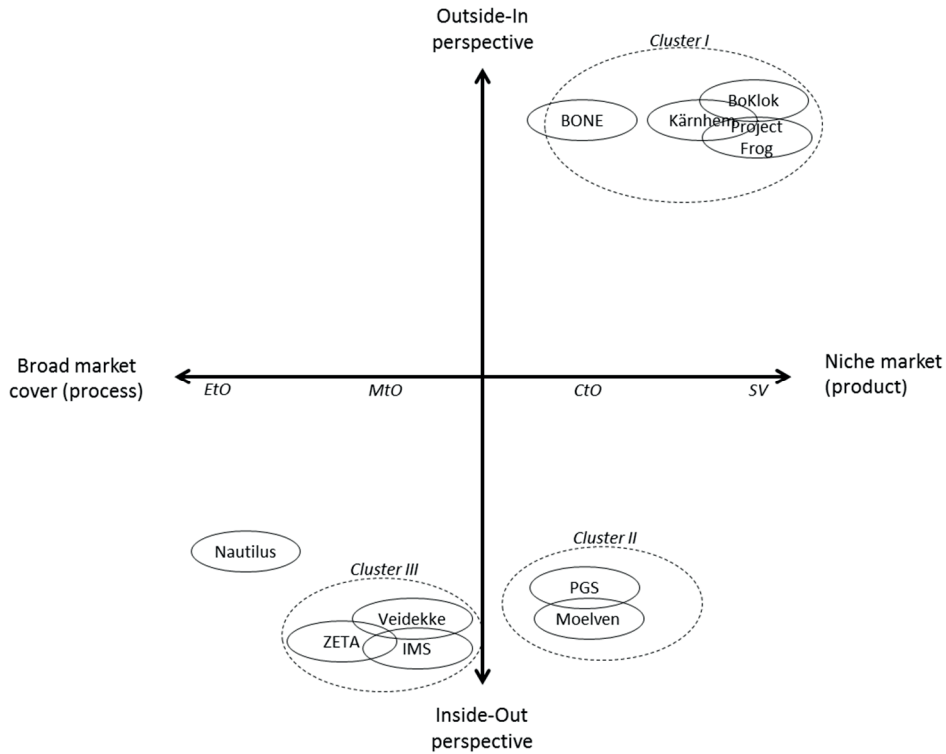 Outside-In
perspective
Cluster I
BoKlok
BONE
Kärnhem
Project
Frog
Broad market
cover (process)
Niche market
(product)
EtO
MtO
CtO
SV
Nautilus
Cluster II
Cluster III
PGS
Veidekke
Moelven
ZETA
IMS
Inside-Out
perspective